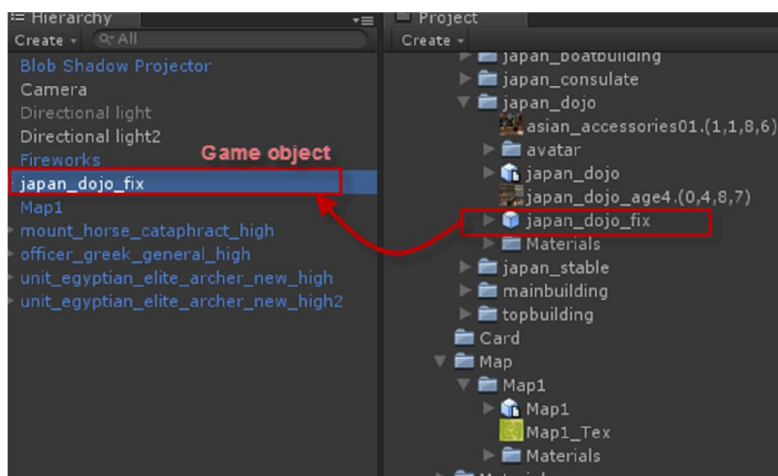 Hierarchy
Create
All
Blob Shadow Projector
Camera
Directional light
Directional light2
Fireworks
Game object
japan_dojo_fix
Map1
mount_horse_cataphract_high
officer_greek_general_high
unit_egyptian_elite_archer_new_high
unit_egyptian_elite_archer_new_high2
Project
Create
japan_boatbuilding
japan_consulate
japan_dojo
asian_accessories01.(1,1,8,6)
avatar
japan_dojo
japan_dojo_age4.(0,4,8,7)
japan_dojo_fix
Materials
japan_stable
mainbuilding
topbuilding
Card
Map
Map1
Map1
Map1_Tex
Materials